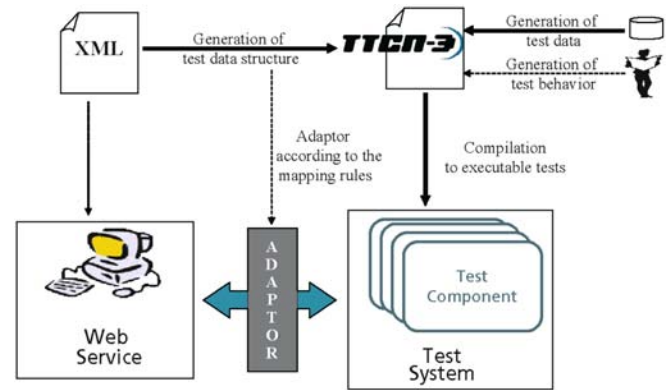 XML
Generation of
test data structure
TTCN-3
Generation of
test data
Generation of
test behavior
Adaptor
according to the
mapping rules
Compilation
to executable tests
Web
Service
ADAPTOR
Test
Component
Test
System